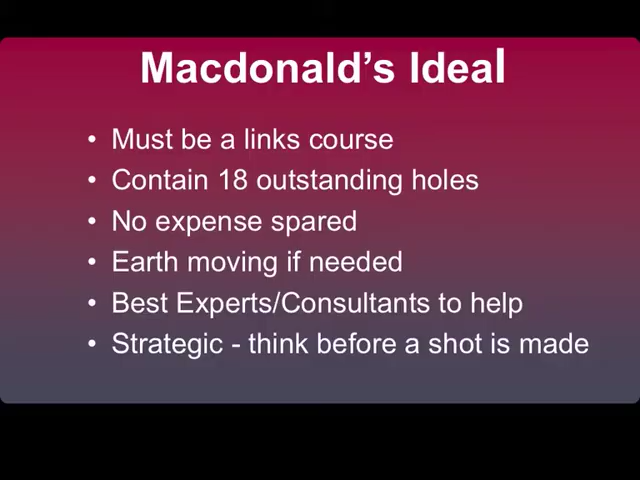 Macdonald’s Ideal
• Must be a links course
• Contain 18 outstanding holes
• No expense spared
• Earth moving if needed
• Best Experts/Consultants to help
• Strategic - think before a shot is made